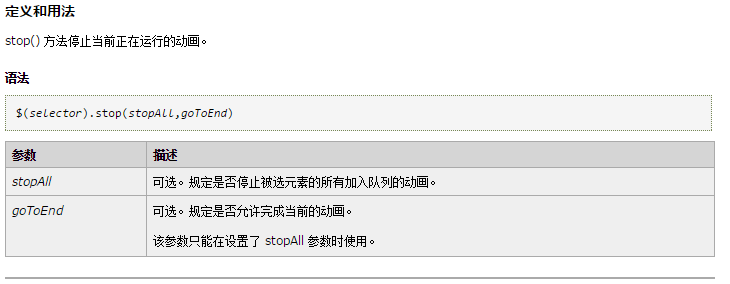 定义和用法
stop() 方法停止当前正在运行的动画。
语法
$(selector).stop(stopAll,goToEnd)
参数 描述
stopAll 可选。规定是否停止被选元素的所有加入队列的动画。
goToEnd 可选。规定是否允许完成当前的动画。
该参数只能在设置了 stopAll 参数时使用。